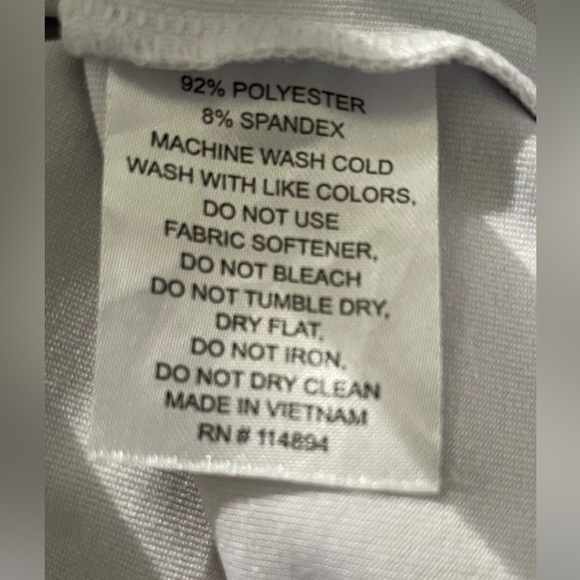 92% POLYESTER
8% SPANDEX
MACHINE WASH COLD
WASH WITH LIKE COLORS,
DO NOT USE
FABRIC SOFTENER,
DO NOT BLEACH
DO NOT TUMBLE DRY,
DRY FLAT,
DO NOT IRON,
DO NOT DRY CLEAN
MADE IN VIETNAM
RN # 114894